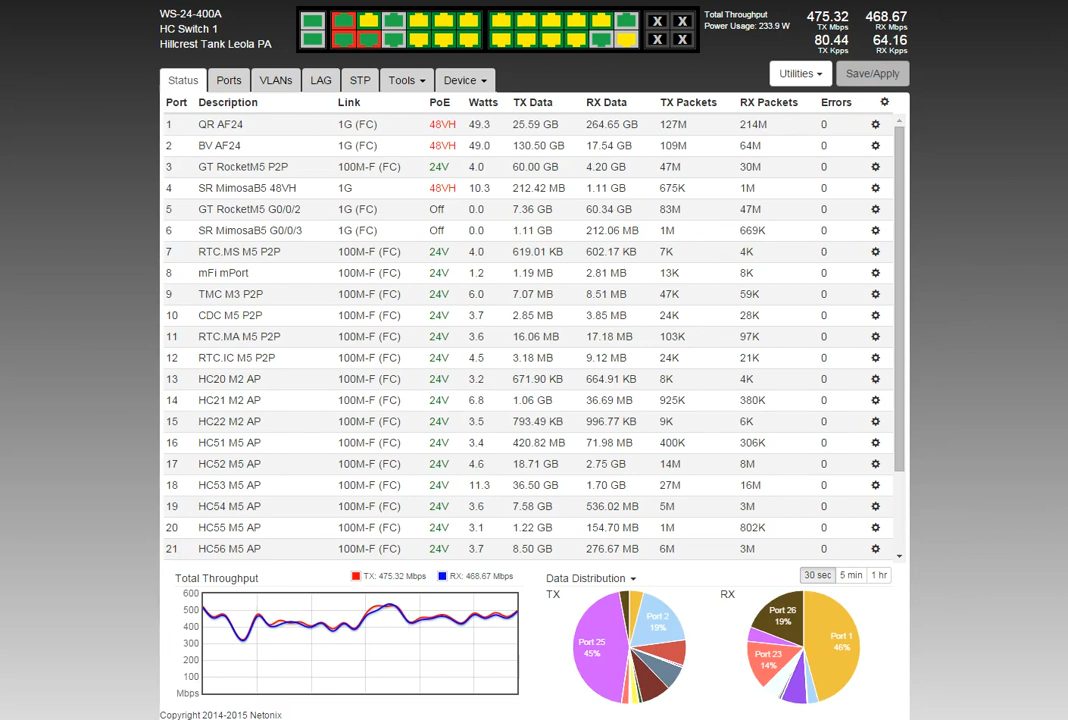 WS-24-400A
HC Switch 1
Hillcrest Tank Leola PA
X X
X X
Total Throughput
Power Usage: 233.9 W
475.32 468.67
TX Mbps RX Mbps
80.44 64.16
TX Kpps RX Kpps
Status Ports VLANs LAG STP Tools Device Utilities Save/Apply
Port Description Link PoE Watts TX Data RX Data TX Packets RX Packets Errors
1 QR AF24 1G (FC) 48VH 49.3 25.59 GB 264.65 GB 127M 214M 0
2 BV AF24 1G (FC) 48VH 49.0 130.50 GB 17.54 GB 109M 64M 0
3 GT RocketM5 P2P 100M-F (FC) 24V 4.0 60.00 GB 4.20 GB 47M 30M 0
4 SR MimosaB5 48VH 1G 48VH 10.3 212.42 MB 1.11 GB 675K 1M 0
5 GT RocketM5 G0/0/2 1G (FC) Off 0.0 7.36 GB 60.34 GB 83M 47M 0
6 SR MimosaB5 G0/0/3 1G (FC) Off 0.0 1.11 GB 212.06 MB 1M 669K 0
7 RTC.MS M5 P2P 100M-F (FC) 24V 4.0 619.01 KB 602.17 KB 7K 4K 0
8 mFi mPort 100M-F (FC) 24V 1.2 1.19 MB 2.81 MB 13K 8K 0
9 TMC M3 P2P 100M-F (FC) 24V 6.0 7.07 MB 8.51 MB 47K 59K 0
10 CDC M5 P2P 100M-F (FC) 24V 3.7 2.85 MB 3.85 MB 24K 28K 0
11 RTC.MA M5 P2P 100M-F (FC) 24V 3.6 16.06 MB 17.18 MB 103K 97K 0
12 RTC.IC M5 P2P 100M-F (FC) 24V 4.5 3.18 MB 9.12 MB 24K 21K 0
13 HC20 M2 AP 100M-F (FC) 24V 3.2 671.90 KB 664.91 KB 8K 4K 0
14 HC21 M2 AP 100M-F (FC) 24V 6.8 1.06 GB 36.69 MB 925K 380K 0
15 HC22 M2 AP 100M-F (FC) 24V 3.5 793.49 KB 996.77 KB 9K 6K 0
16 HC51 M5 AP 100M-F (FC) 24V 3.4 420.82 MB 71.98 MB 400K 306K 0
17 HC52 M5 AP 100M-F (FC) 24V 4.6 18.71 GB 2.75 GB 14M 8M 0
18 HC53 M5 AP 100M-F (FC) 24V 11.3 36.50 GB 1.70 GB 27M 16M 0
19 HC54 M5 AP 100M-F (FC) 24V 3.6 7.58 GB 536.02 MB 5M 3M 0
20 HC55 M5 AP 100M-F (FC) 24V 3.1 1.22 GB 154.70 MB 1M 802K 0
21 HC56 M5 AP 100M-F (FC) 24V 3.7 8.50 GB 276.67 MB 6M 3M 0
Total Throughput TX: 475.32 Mbps RX: 468.67 Mbps
600
500
400
300
200
100
Mbps
Data Distribution 30 sec 5 min 1 hr
TX
Port 2
19%
Port 25
45%
RX
Port 26
19%
Port 1
46%
Port 23
14%
Copyright 2014-2015 Netonix